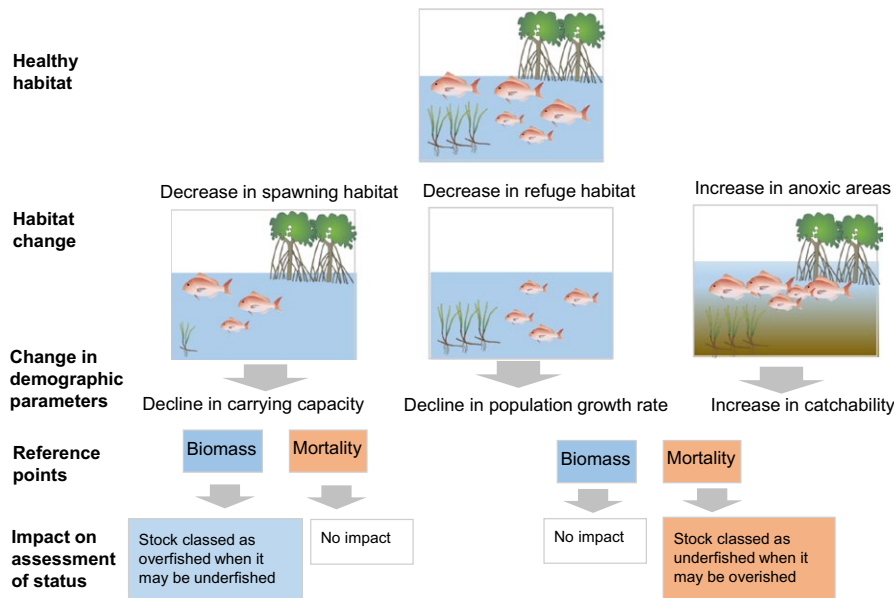 Healthy
habitat
Decrease in spawning habitat
Decrease in refuge habitat
Increase in anoxic areas
Habitat
change
Change in
demographic
parameters
Decline in carrying capacity
Decline in population growth rate
Increase in catchability
Reference
points
Biomass
Mortality
Biomass
Mortality
Impact on
assessment
of status
Stock classed as
overfished when it
may be underfished
No impact
No impact
Stock classed as
underfished when it
may be overished